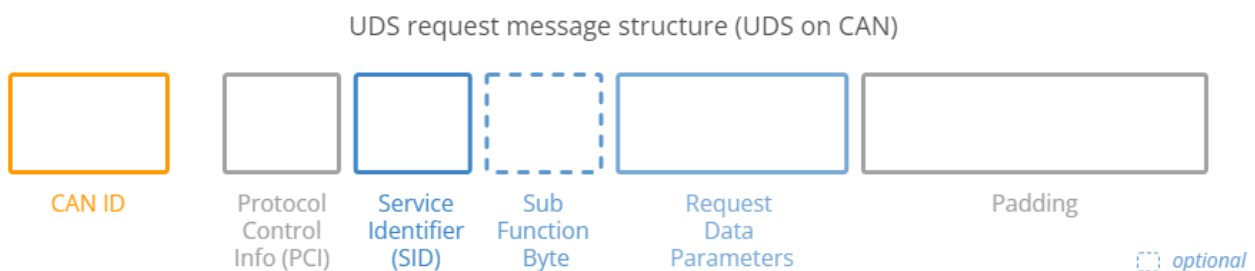 UDS request message structure (UDS on CAN)
CAN ID
Protocol
Control
Info (PCI)
Service
Identifier
(SID)
Sub
Function
Byte
Request
Data
Parameters
Padding
optional